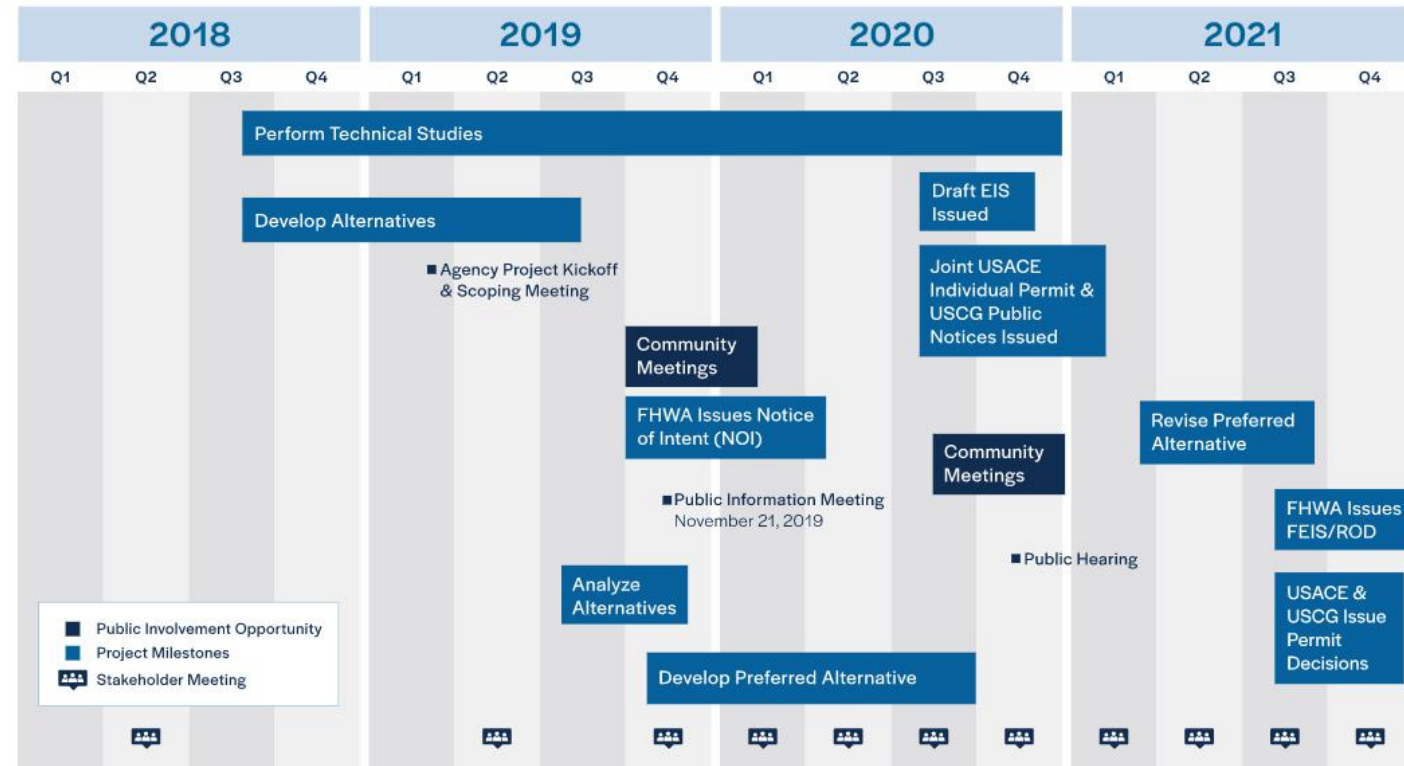 2018
2019
2020
2021
Q1 Q2 Q3 Q4 Q1 Q2 Q3 Q4 Q1 Q2 Q3 Q4 Q1 Q2 Q3 Q4
Perform Technical Studies
Draft EIS
Issued
Develop Alternatives
Joint USACE
Individual Permit &
USCG Public
Notices Issued
Agency Project Kickoff
& Scoping Meeting
Community
Meetings
FHWA Issues Notice
of Intent (NOI)
Revise Preferred
Alternative
Community
Meetings
Public Information Meeting
November 21, 2019
FHWA Issues
FEIS/ROD
Public Hearing
Analyze
Alternatives
USACE &
USCG Issue
Permit
Decisions
Develop Preferred Alternative
Public Involvement Opportunity
Project Milestones
Stakeholder Meeting